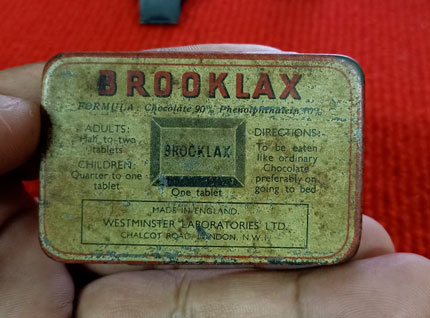 BROOKLAX
FORMULA: Chocolate 90% Phenolphthalein 10%
ADULTS:
Half to two
tablets
CHILDREN:
Quarter to one
tablet
BROOKLAX
One tablet
DIRECTIONS:
To be eaten
like ordinary
Chocolate
preferably on
going to bed
MADE IN ENGLAND.
WESTMINSTER LABORATORIES LTD.
CHALCOT ROAD, LONDON, N.W.1